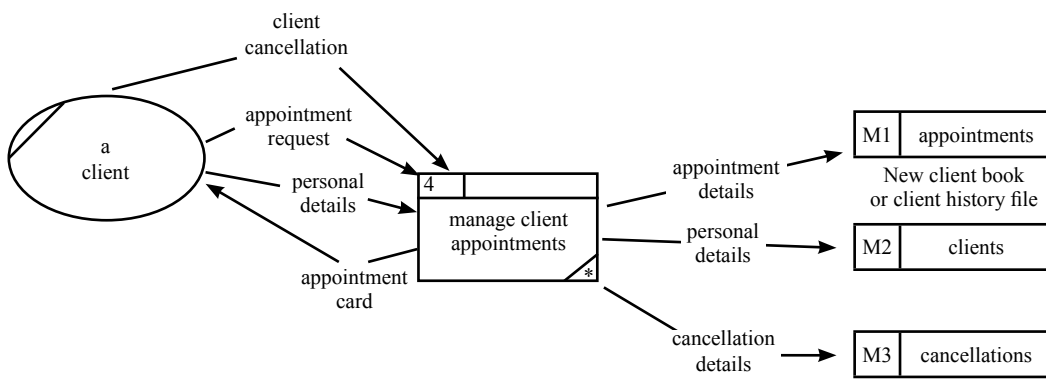 client
cancellation
appointment
request
a
client
personal
details
appointment
card
4
manage client
appointments
*
appointment
details
personal
details
cancellation
details
M1 appointments
New client book
or client history file
M2 clients
M3 cancellations